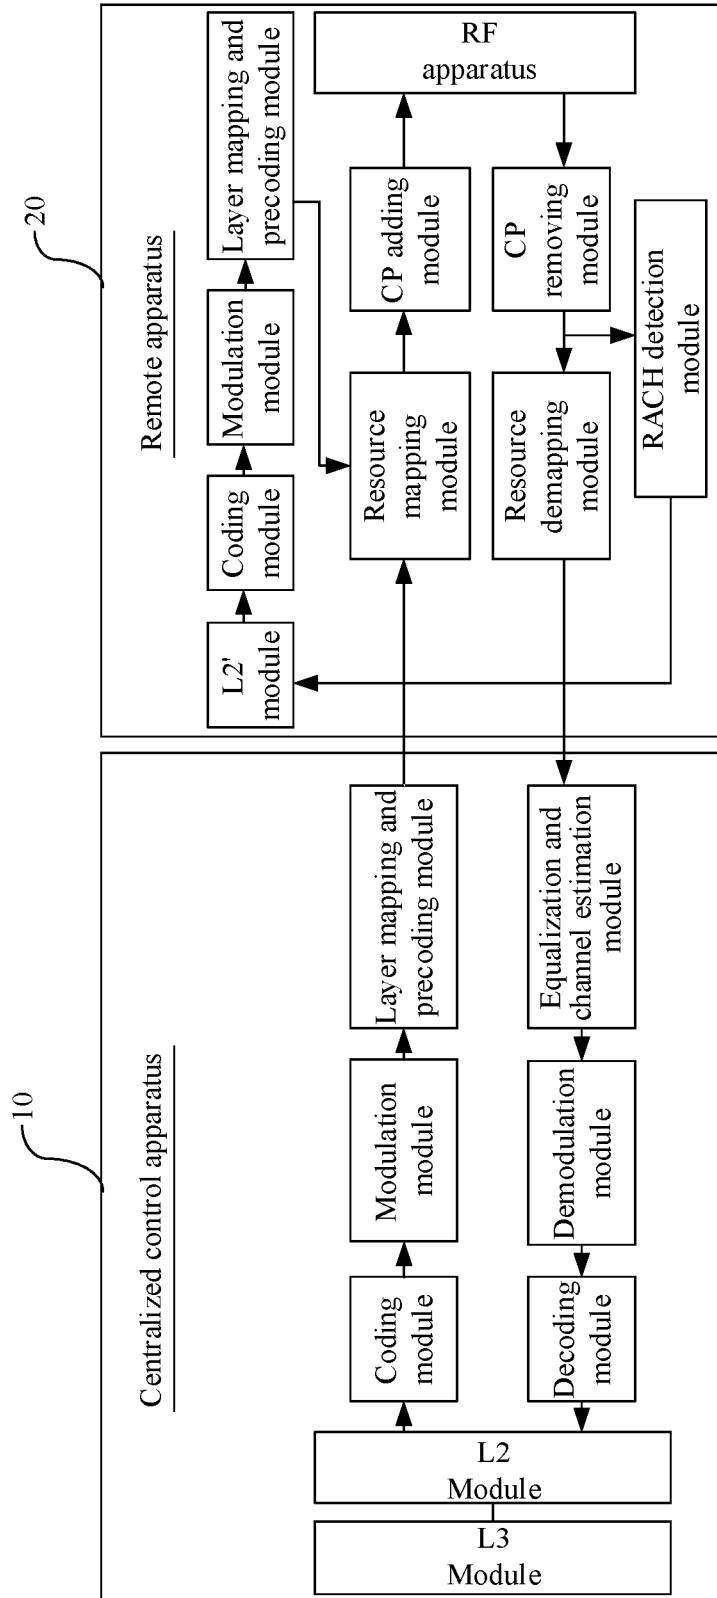 10
Centralized control apparatus
L3
Module
L2
Module
Coding
module
Modulation
module
Layer mapping and
precoding module
Decoding
module
Demodulation
module
Equalization and
channel estimation
module
20
Remote apparatus
L2'
module
Coding
module
Modulation
module
Layer mapping and
precoding module
Resource
mapping
module
CP adding
module
RF
apparatus
Resource
demapping
module
CP
removing
module
RACH detection
module